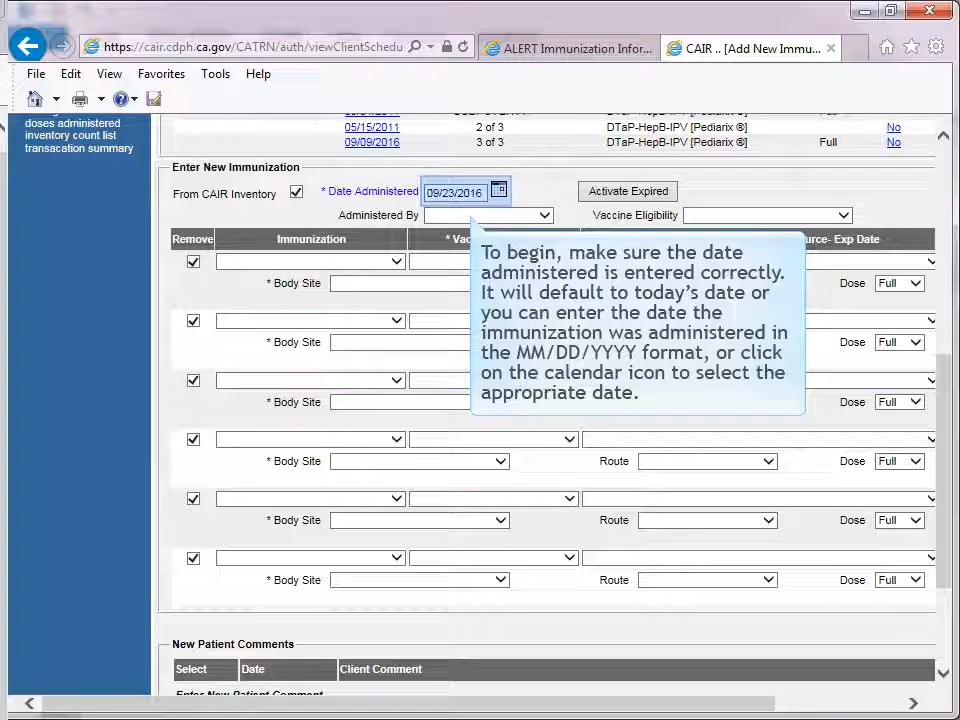 https://cair.cdph.ca.gov/CATRN/auth/viewClientSchedu
ALERT Immunization Infor...
CAIR .. [Add New Immu...
File Edit View Favorites Tools Help
doses administered
inventory count list
transacation summary
05/15/2011 2 of 3 DTaP-HepB-IPV [Pediarix ®] No
09/09/2016 3 of 3 DTaP-HepB-IPV [Pediarix ®] Full No
Enter New Immunization
From CAIR Inventory * Date Administered 09/23/2016 Activate Expired
Administered By Vaccine Eligibility
Remove Immunization * Vac urce- Exp Date
* Body Site Dose Full
* Body Site Dose Full
* Body Site Dose Full
To begin, make sure the date
administered is entered correctly.
It will default to today's date or
you can enter the date the
immunization was administered in
the MM/DD/YYYY format, or click
on the calendar icon to select the
appropriate date.
* Body Site Route Dose Full
* Body Site Route Dose Full
* Body Site Route Dose Full
New Patient Comments
Select Date Client Comment
Enter New Patient Comment